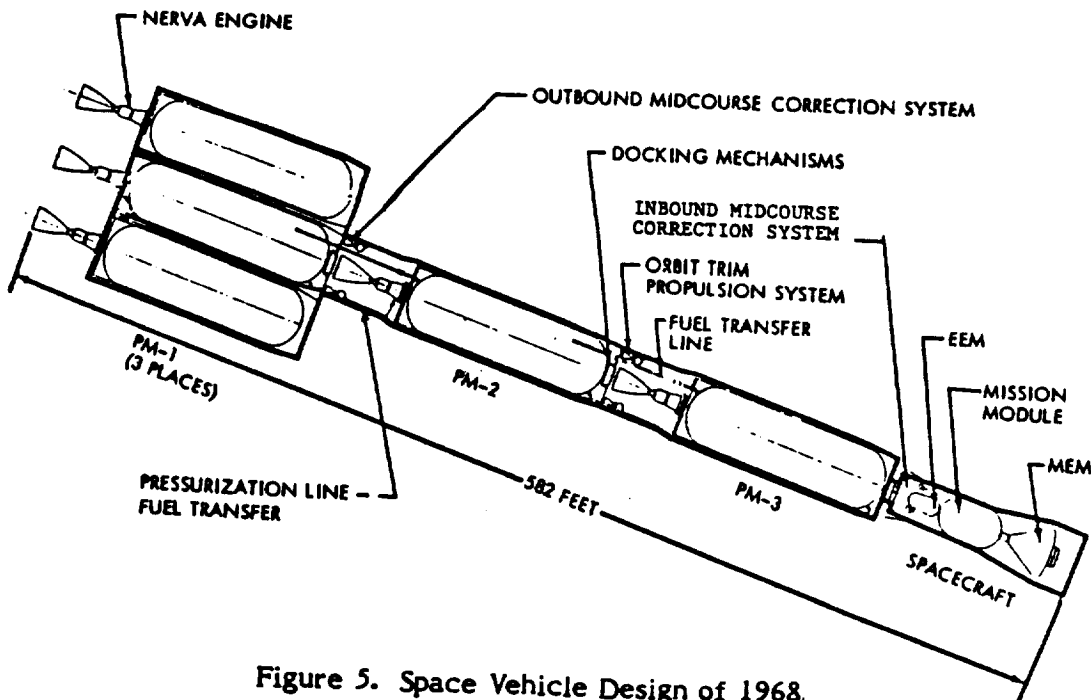 NERVA ENGINE
OUTBOUND MIDCOURSE CORRECTION SYSTEM
DOCKING MECHANISMS
INBOUND MIDCOURSE
CORRECTION SYSTEM
ORBIT TRIM
PROPULSION SYSTEM
FUEL TRANSFER
LINE
EEM
MISSION
MODULE
MEM
PM-1
(3 PLACES)
PM-2
PM-3
SPACECRAFT
582 FEET
PRESSURIZATION LINE -
FUEL TRANSFER
Figure 5. Space Vehicle Design of 1968.